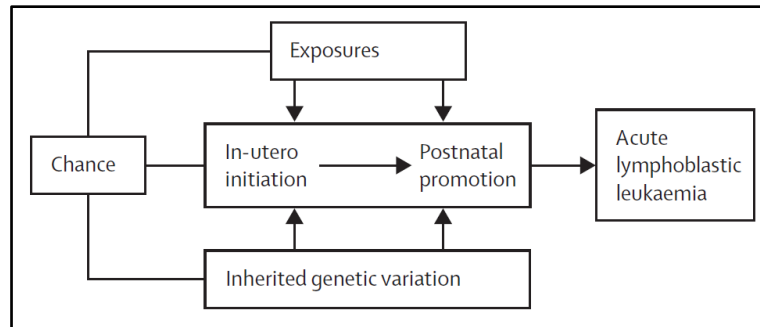 Exposures
Chance
In-utero
initiation
Postnatal
promotion
Acute
lymphoblastic
leukaemia
Inherited genetic variation